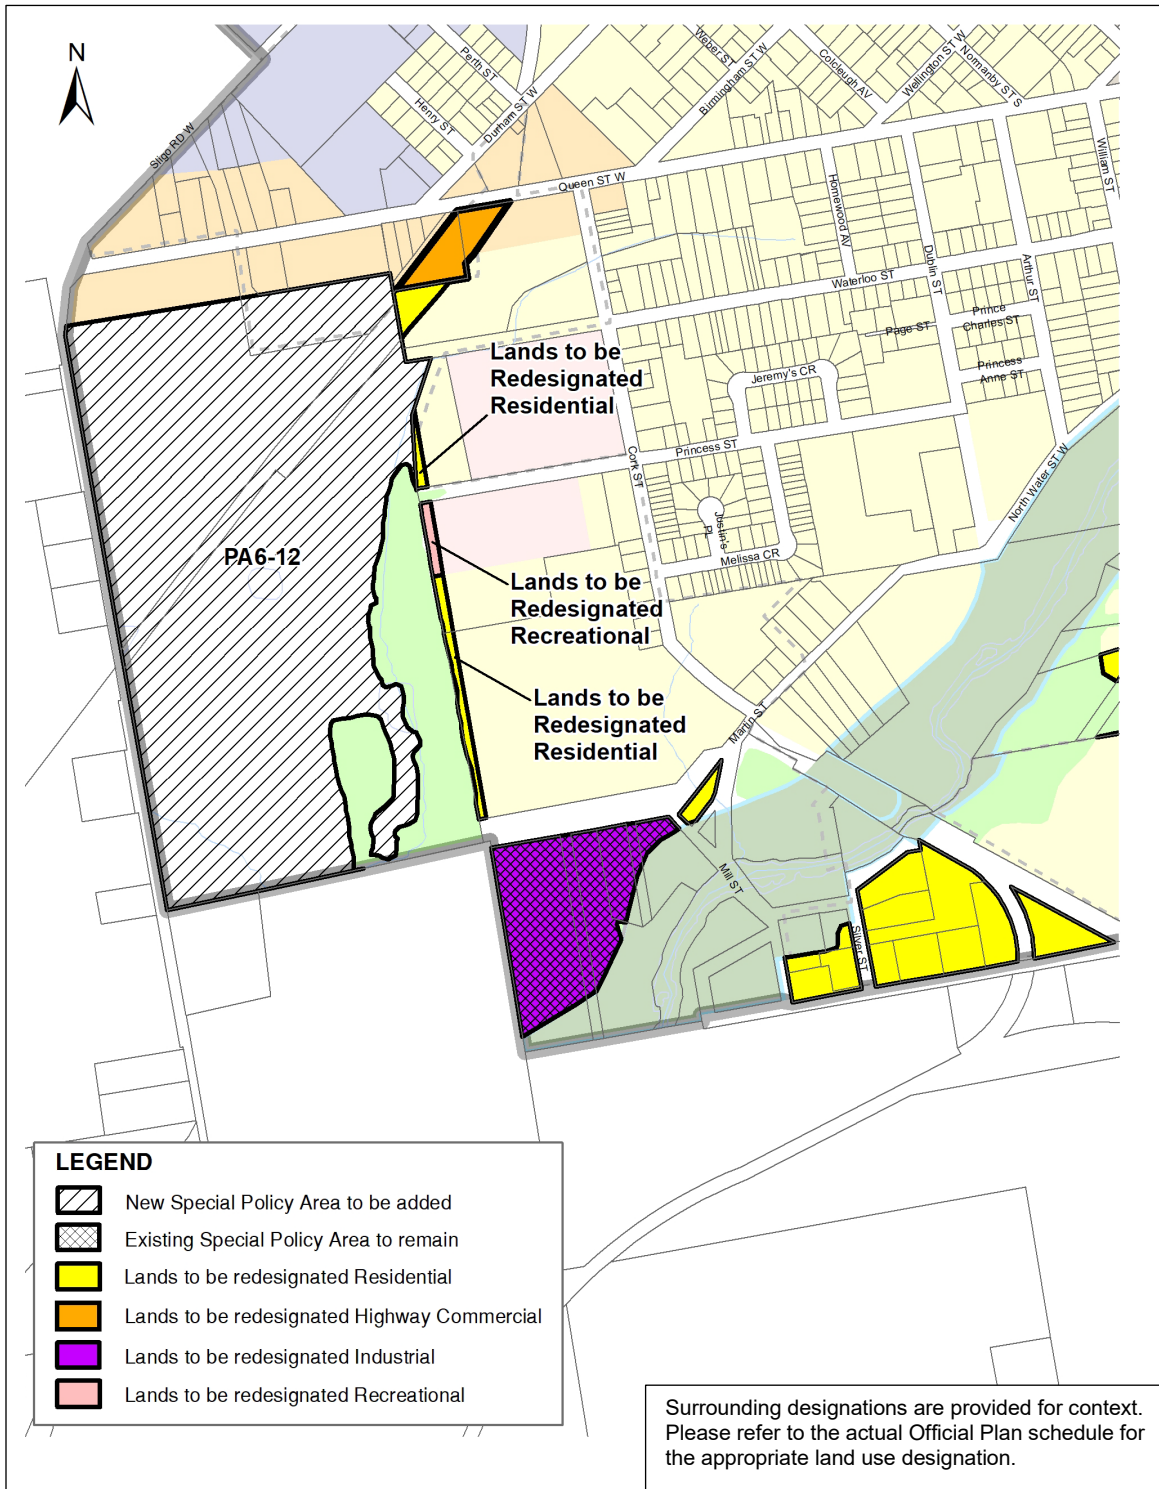 N
Sligo RD W
Perth ST
Henry ST
Durham ST W
Weber ST
Birmingham ST W
Colcleugh AV
Wellington ST W
Normanby ST S
William ST
Queen ST W
Homewood AV
Dublin ST
Waterloo ST
Arthur ST
Page ST
Prince
Charles ST
Princess
Anne ST
Jeremy's CR
Lands to be
Redesignated
Residential
Princess ST
Cork ST
North Water ST W
Justin's
PL
Melissa CR
PA6-12
Lands to be
Redesignated
Recreational
Lands to be
Redesignated
Residential
Martin ST
Mill ST
Silver ST
LEGEND
New Special Policy Area to be added
Existing Special Policy Area to remain
Lands to be redesignated Residential
Lands to be redesignated Highway Commercial
Lands to be redesignated Industrial
Lands to be redesignated Recreational
Surrounding designations are provided for context.
Please refer to the actual Official Plan schedule for
the appropriate land use designation.